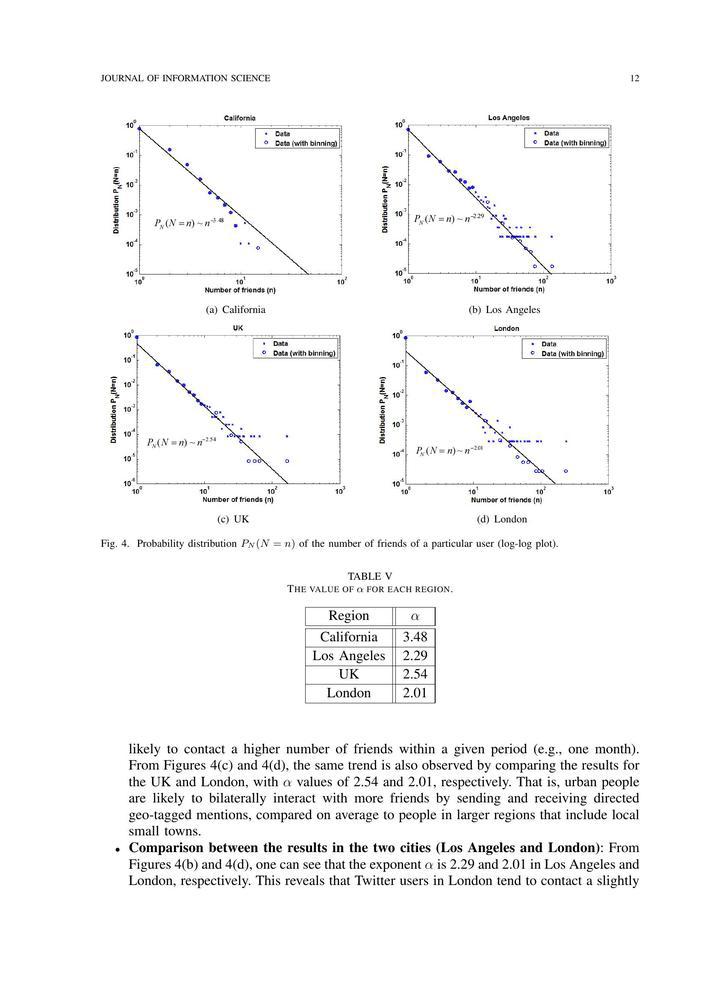 JOURNAL OF INFORMATION SCIENCE 12
California
Data
Data (with binning)
Distribution P_N(N=n)
10^0
10^-1
10^-2
10^-3
10^-4
10^-5
P_N(N = n) ~ n^-3.48
10^0 10^1 10^2
Number of friends (n)
(a) California
Los Angeles
Data
Data (with binning)
Distribution P_N(N=n)
10^0
10^-1
10^-2
10^-3
10^-4
10^-5
P_N(N = n) ~ n^-2.29
10^0 10^1 10^2 10^3
Number of friends (n)
(b) Los Angeles
UK
Data
Data (with binning)
Distribution P_N(N=n)
10^0
10^-1
10^-2
10^-3
10^-4
10^-5
10^-6
P_N(N = n) ~ n^-2.54
10^0 10^1 10^2 10^3
Number of friends (n)
(c) UK
London
Data
Data (with binning)
Distribution P_N(N=n)
10^0
10^-1
10^-2
10^-3
10^-4
10^-5
P_N(N = n) ~ n^-2.01
10^0 10^1 10^2 10^3
Number of friends (n)
(d) London
Fig. 4. Probability distribution P_N(N = n) of the number of friends of a particular user (log-log plot).
TABLE V
THE VALUE OF α FOR EACH REGION.
Region α
California 3.48
Los Angeles 2.29
UK 2.54
London 2.01
likely to contact a higher number of friends within a given period (e.g., one month).
From Figures 4(c) and 4(d), the same trend is also observed by comparing the results for
the UK and London, with α values of 2.54 and 2.01, respectively. That is, urban people
are likely to bilaterally interact with more friends by sending and receiving directed
geo-tagged mentions, compared on average to people in larger regions that include local
small towns.
• Comparison between the results in the two cities (Los Angeles and London): From
Figures 4(b) and 4(d), one can see that the exponent α is 2.29 and 2.01 in Los Angeles and
London, respectively. This reveals that Twitter users in London tend to contact a slightly